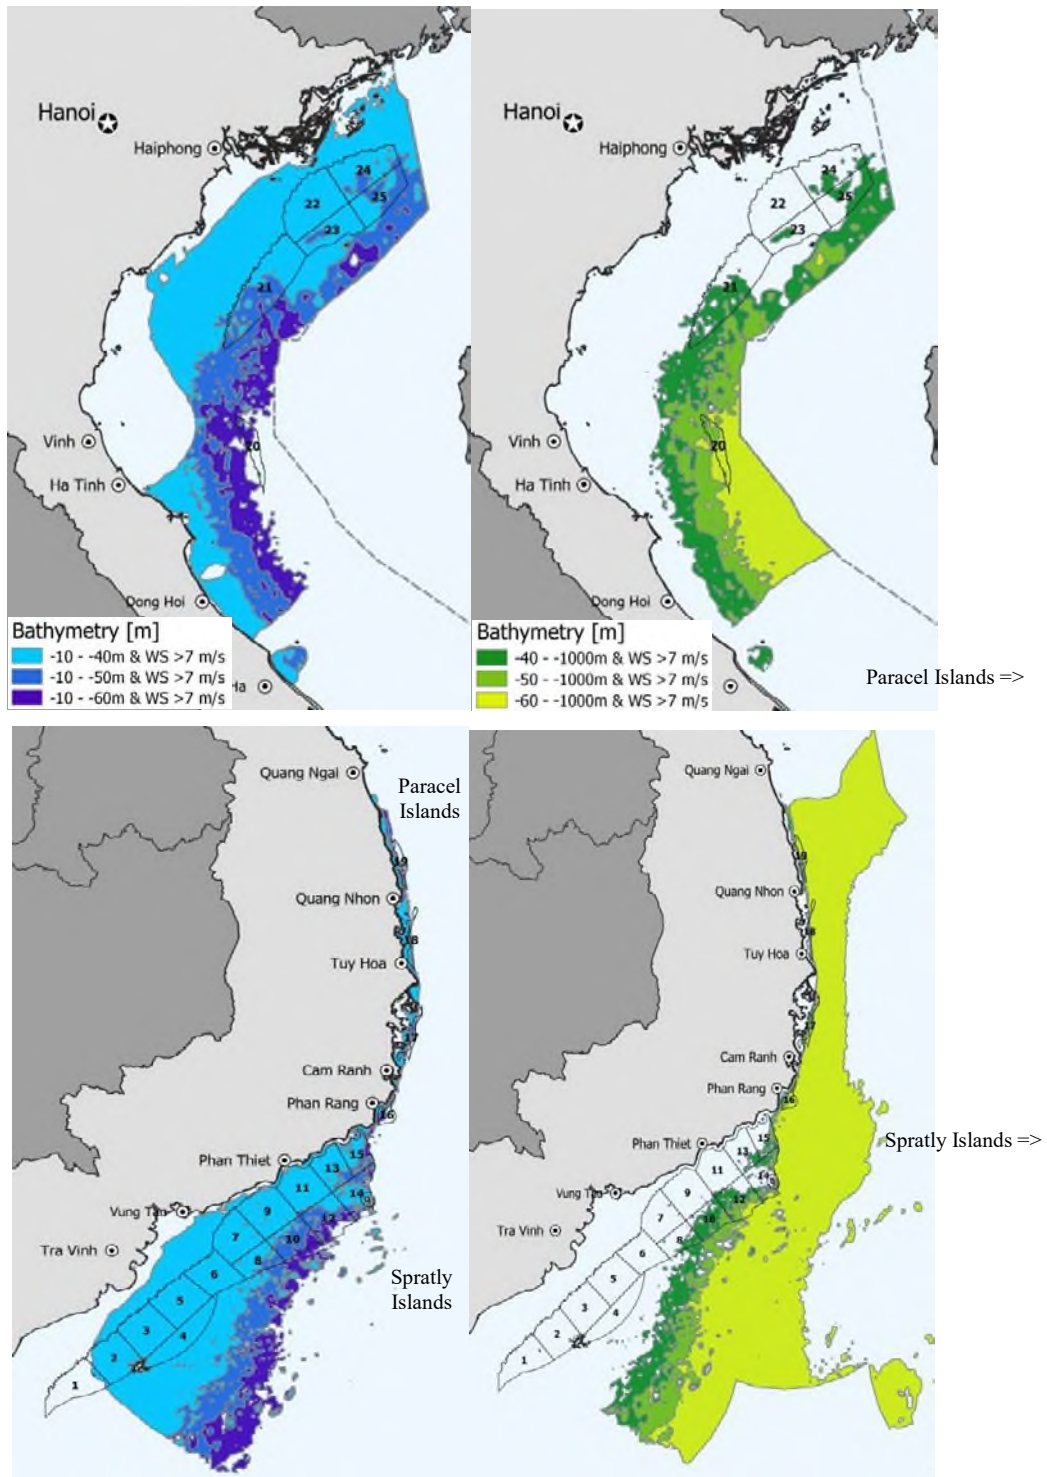 Hanoi
Haiphong
24
22
25
23
21
Vinh
20
Ha Tinh
Dong Hoi
Bathymetry [m]
-10 - -40m & WS >7 m/s
-10 - -50m & WS >7 m/s
-10 - -60m & WS >7 m/s
Ha
Hanoi
Haiphong
24
22
25
23
21
Vinh
20
Ha Tinh
Dong Hoi
Bathymetry [m]
-40 - -1000m & WS >7 m/s
-50 - -1000m & WS >7 m/s
-60 - -1000m & WS >7 m/s
Paracel Islands =>
Quang Ngai
Paracel
Islands
19
Quang Nhon
18
Tuy Hoa
17
Cam Ranh
Phan Rang
16
15
Phan Thiet
13
14
11
12
Vung Tau
9
10
7
Tra Vinh
8
6
Spratly
Islands
5
3
4
2
1
Quang Ngai
19
Quang Nhon
18
Tuy Hoa
17
Cam Ranh
Phan Rang
16
15
Phan Thiet
13
14
11
Spratly Islands =>
Vung Tau
9
12
7
10
Tra Vinh
8
6
5
3
4
2
1